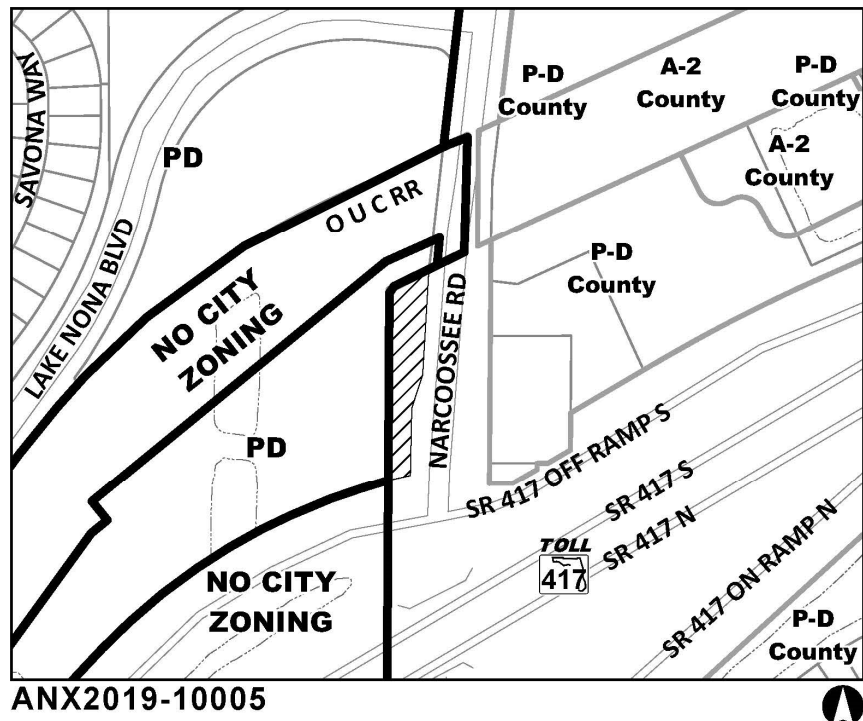 SAVONA WAY
PD
P-D
County
A-2
County
P-D
County
A-2
County
O U C RR
LAKE NONA BLVD
NO CITY
ZONING
P-D
County
NARCOOSSEE RD
PD
SR 417 OFF RAMP S
SR 417 S
SR 417 N
TOLL
417
NO CITY
ZONING
SR 417 ON RAMP N
P-D
County
ANX2019-10005